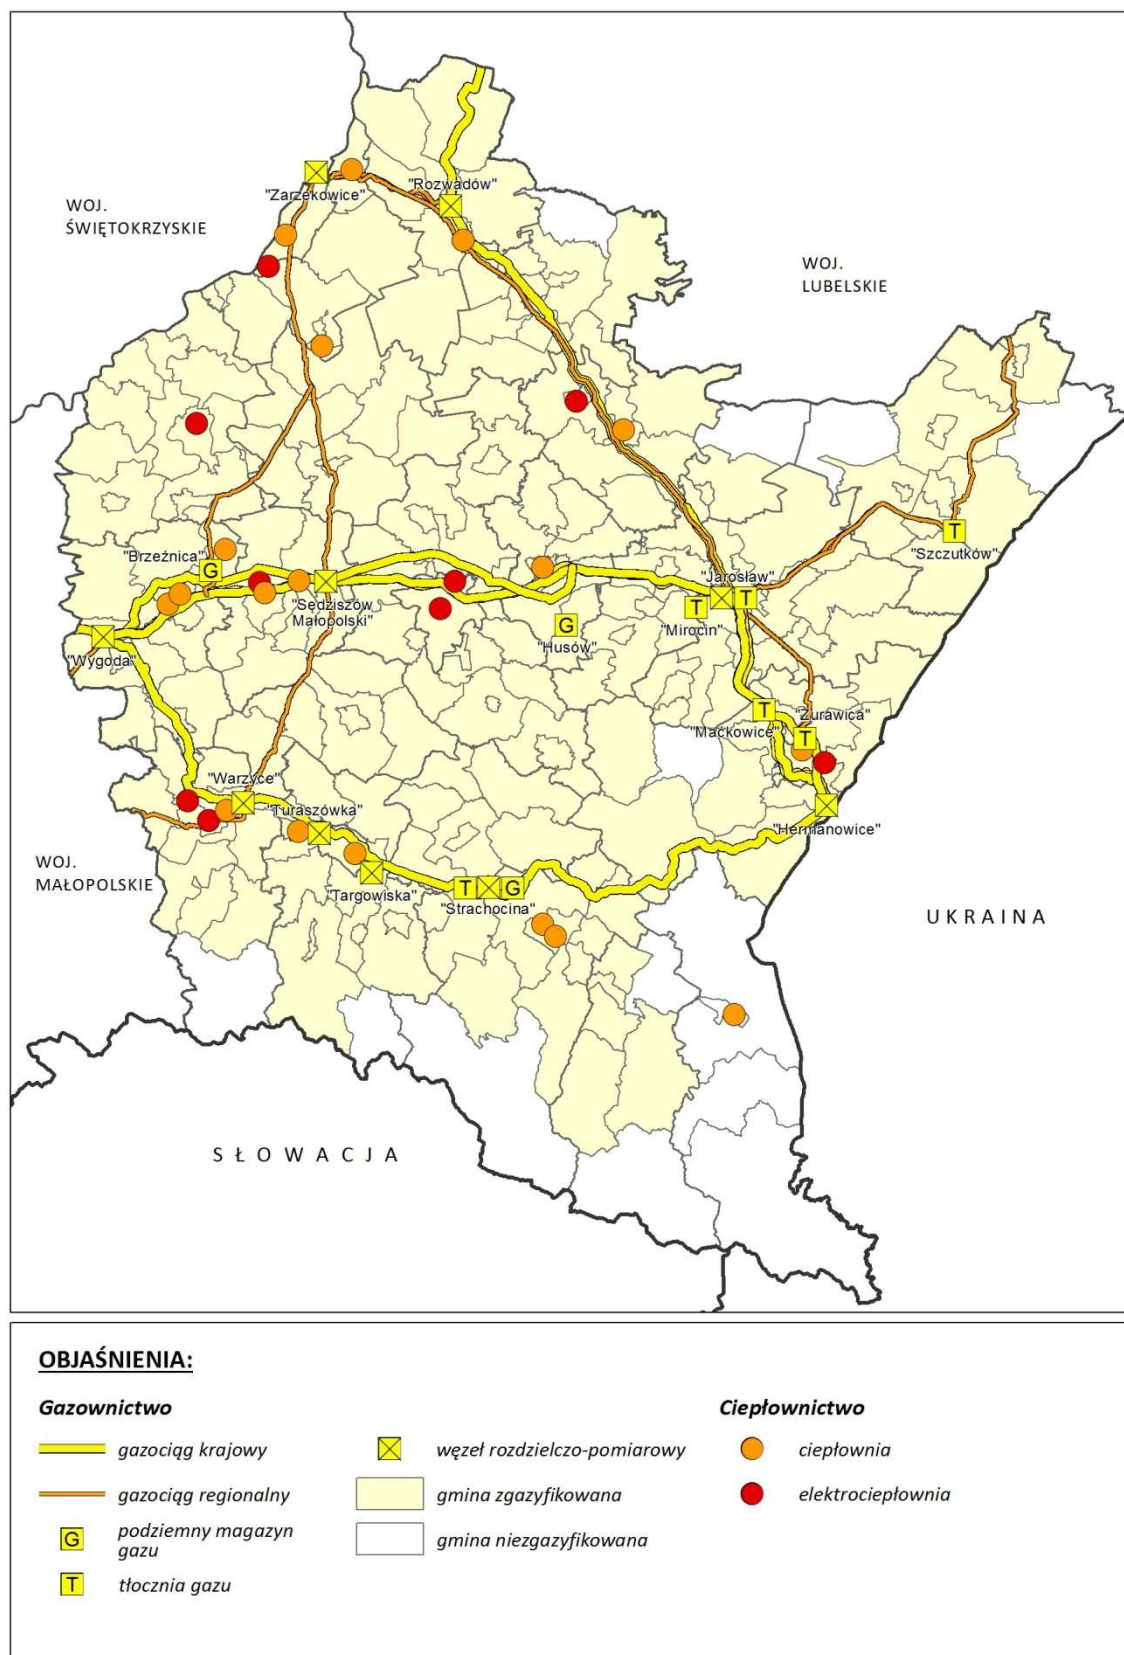 "Zarzekowice"
"Rozwadów"
WOJ.
ŚWIĘTOKRZYSKIE
WOJ.
LUBELSKIE
"Brzeźnica"
G
T
"Szczutków"
"Sędziszów
Małopolski"
"Jarosław"
T
T
"Mirocin"
G
"Husów"
"Wygoda"
T
"Maćkowice"
"Żurawica"
T
"Warzyce"
"Turaszówka"
"Hermanowice"
WOJ.
MAŁOPOLSKIE
"Targowiska"
T
G
"Strachocina"
UKRAINA
SŁOWACJA
OBJAŚNIENIA:
Gazownictwo
Ciepłownictwo
gazociąg krajowy
węzeł rozdzielczo-pomiarowy
ciepłownia
gazociąg regionalny
gmina zgazyfikowana
elektrociepłownia
G
podziemny magazyn
gazu
gmina niezgazyfikowana
T
tłocznia gazu